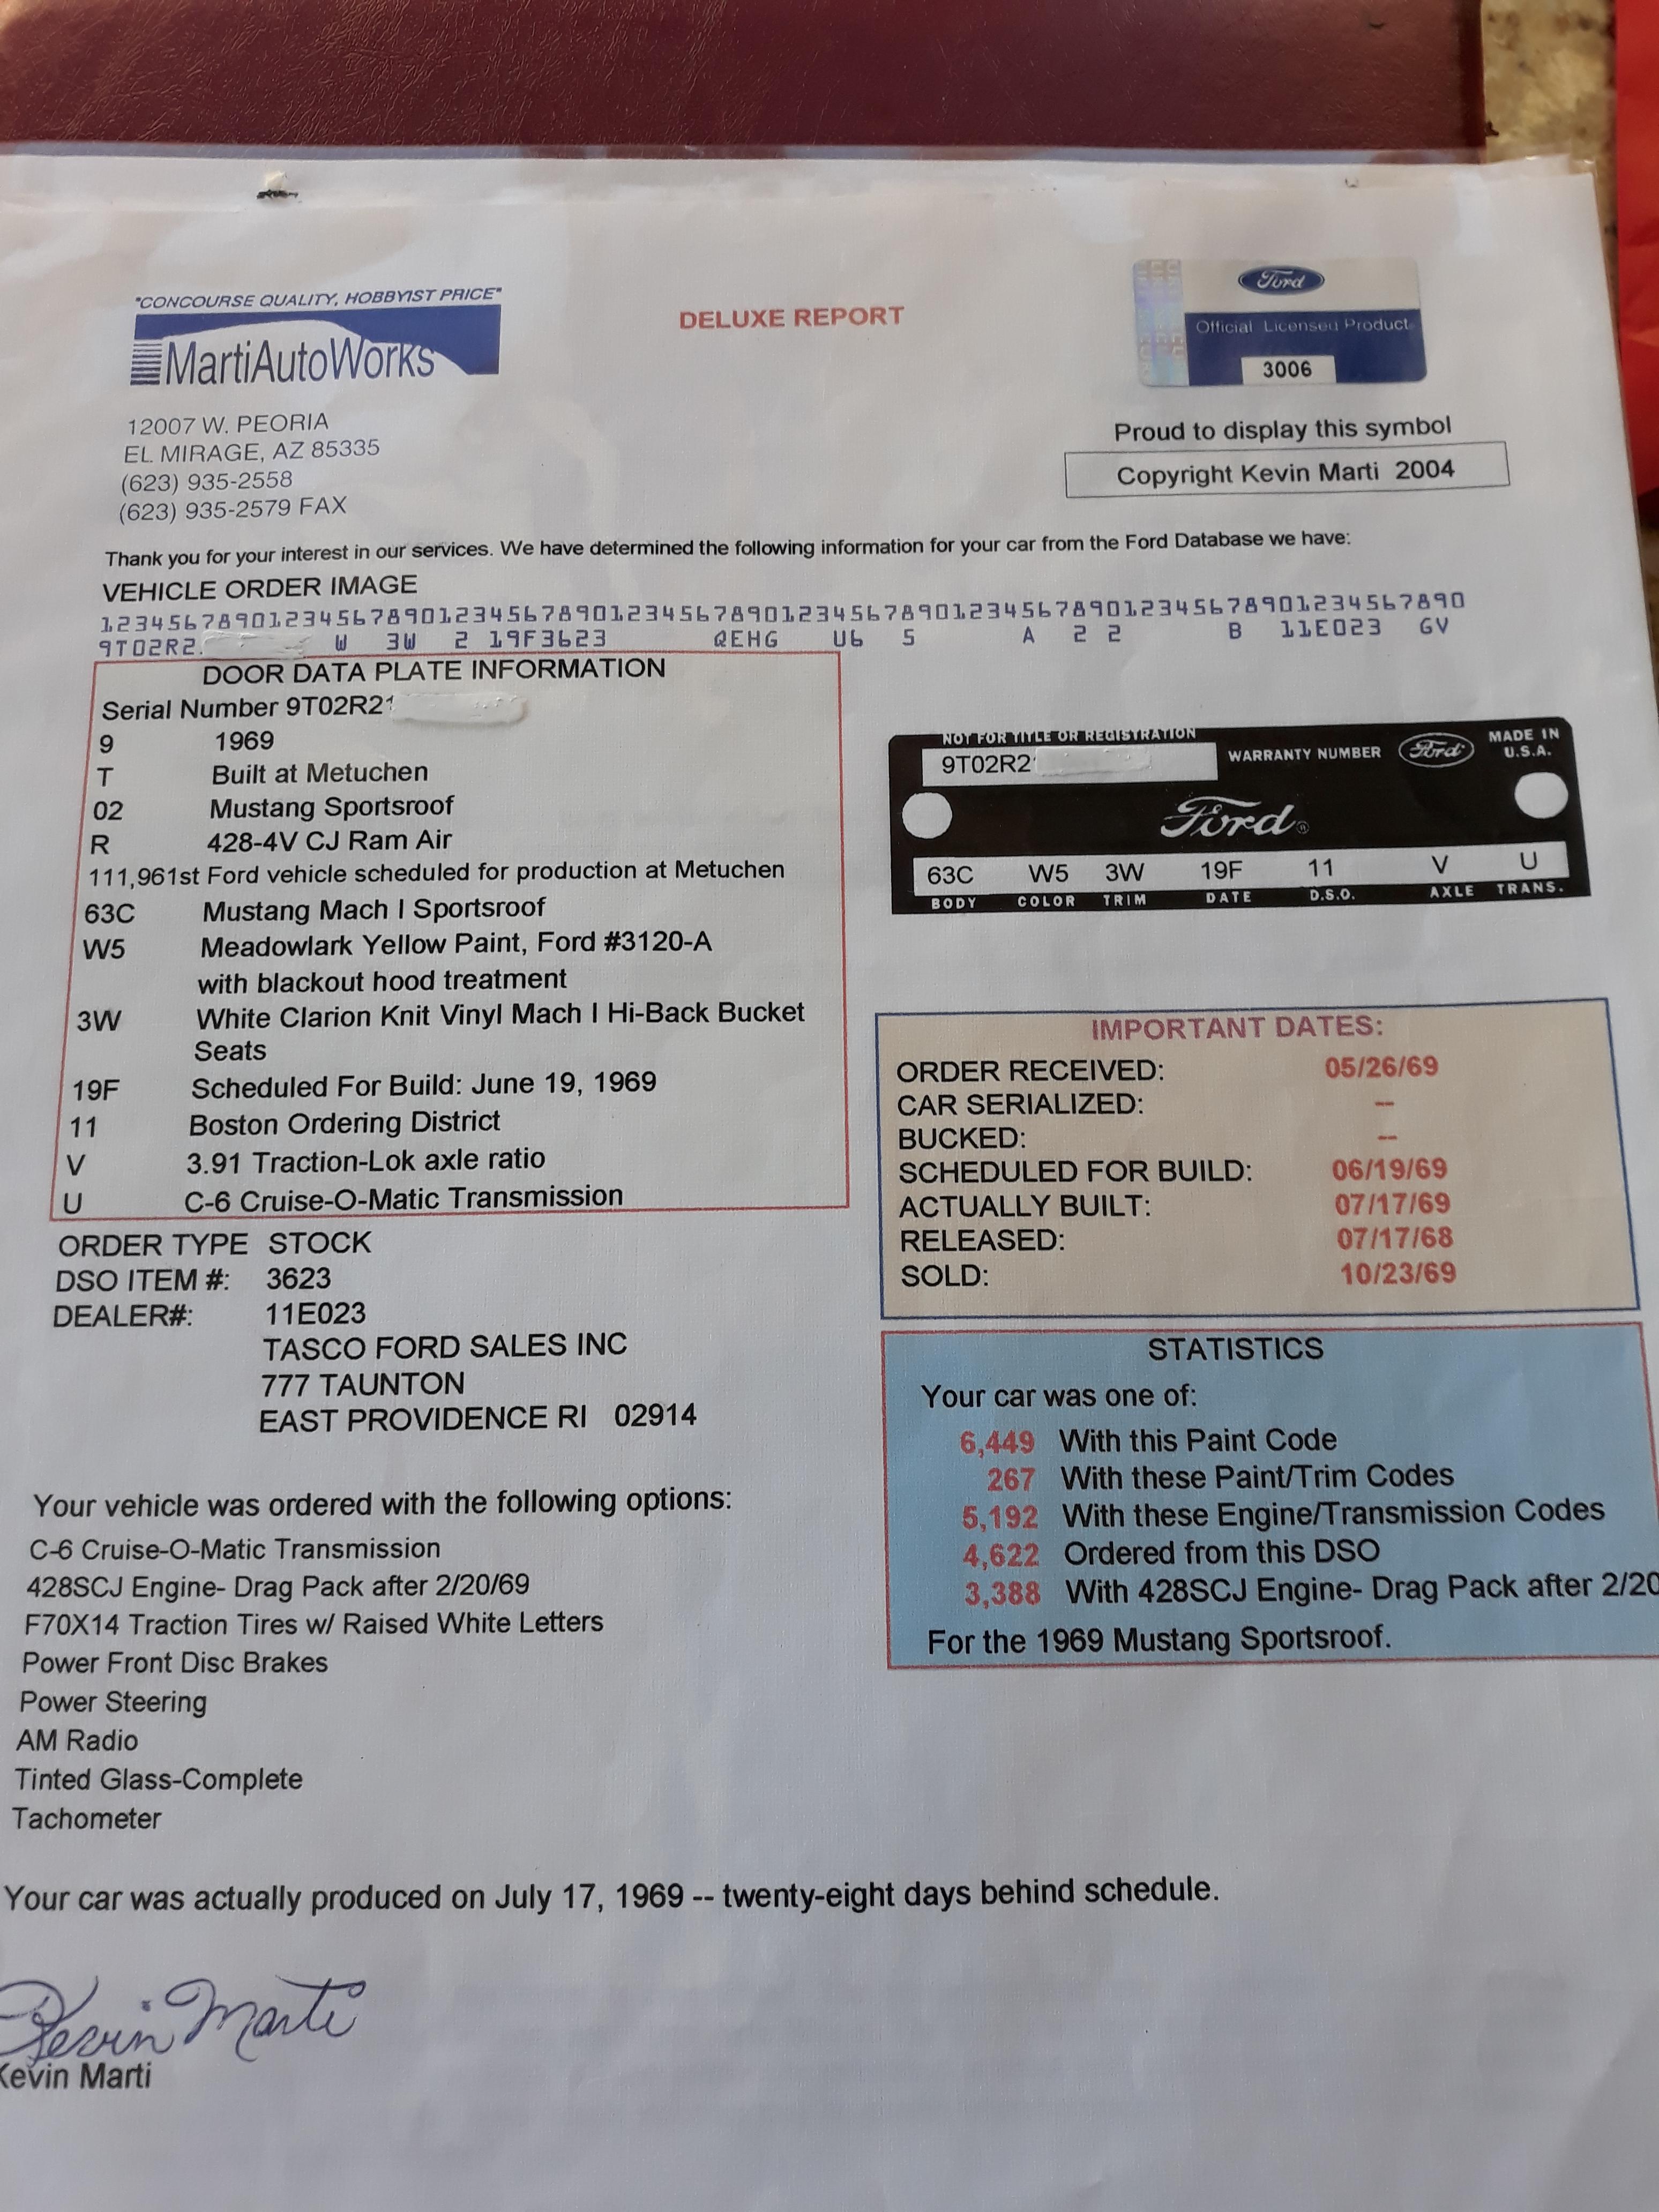 "CONCOURSE QUALITY, HOBBYIST PRICE"
MartiAutoWorks
12007 W. PEORIA
EL MIRAGE, AZ 85335
(623) 935-2558
(623) 935-2579 FAX
DELUXE REPORT
Ford
Official Licensed Product
3006
Proud to display this symbol
Copyright Kevin Marti 2004
Thank you for your interest in our services. We have determined the following information for your car from the Ford Database we have:
VEHICLE ORDER IMAGE
12345678901234567890123456789012345678901234567890123456789012345678901234567890
9T02R2 W 3W 2 19F3623 QEHG U6 5 A 2 2 B 11E023 GV
DOOR DATA PLATE INFORMATION
Serial Number 9T02R21
9 1969
T Built at Metuchen
02 Mustang Sportsroof
R 428-4V CJ Ram Air
111,961st Ford vehicle scheduled for production at Metuchen
63C Mustang Mach I Sportsroof
W5 Meadowlark Yellow Paint, Ford #3120-A
with blackout hood treatment
3W White Clarion Knit Vinyl Mach I Hi-Back Bucket
Seats
19F Scheduled For Build: June 19, 1969
11 Boston Ordering District
V 3.91 Traction-Lok axle ratio
U C-6 Cruise-O-Matic Transmission
NOT FOR TITLE OR REGISTRATION
9T02R2
WARRANTY NUMBER
Ford
MADE IN
U.S.A.
Ford
63C W5 3W 19F 11 V U
BODY COLOR TRIM DATE D.S.O. AXLE TRANS.
ORDER TYPE STOCK
DSO ITEM #: 3623
DEALER#: 11E023
TASCO FORD SALES INC
777 TAUNTON
EAST PROVIDENCE RI 02914
IMPORTANT DATES:
ORDER RECEIVED: 05/26/69
CAR SERIALIZED: --
BUCKED: --
SCHEDULED FOR BUILD: 06/19/69
ACTUALLY BUILT: 07/17/69
RELEASED: 07/17/68
SOLD: 10/23/69
STATISTICS
Your car was one of:
6,449 With this Paint Code
267 With these Paint/Trim Codes
5,192 With these Engine/Transmission Codes
4,622 Ordered from this DSO
3,388 With 428SCJ Engine- Drag Pack after 2/20
For the 1969 Mustang Sportsroof.
Your vehicle was ordered with the following options:
C-6 Cruise-O-Matic Transmission
428SCJ Engine- Drag Pack after 2/20/69
F70X14 Traction Tires w/ Raised White Letters
Power Front Disc Brakes
Power Steering
AM Radio
Tinted Glass-Complete
Tachometer
Your car was actually produced on July 17, 1969 -- twenty-eight days behind schedule.
Kevin Marti
Kevin Marti